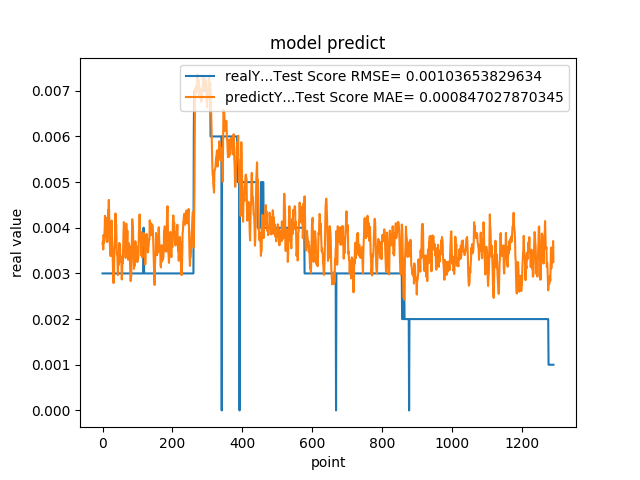 model predict
realY...Test Score RMSE= 0.00103653829634
predictY...Test Score MAE= 0.000847027870345
real value
0.007
0.006
0.005
0.004
0.003
0.002
0.001
0.000
0 200 400 600 800 1000 1200
point